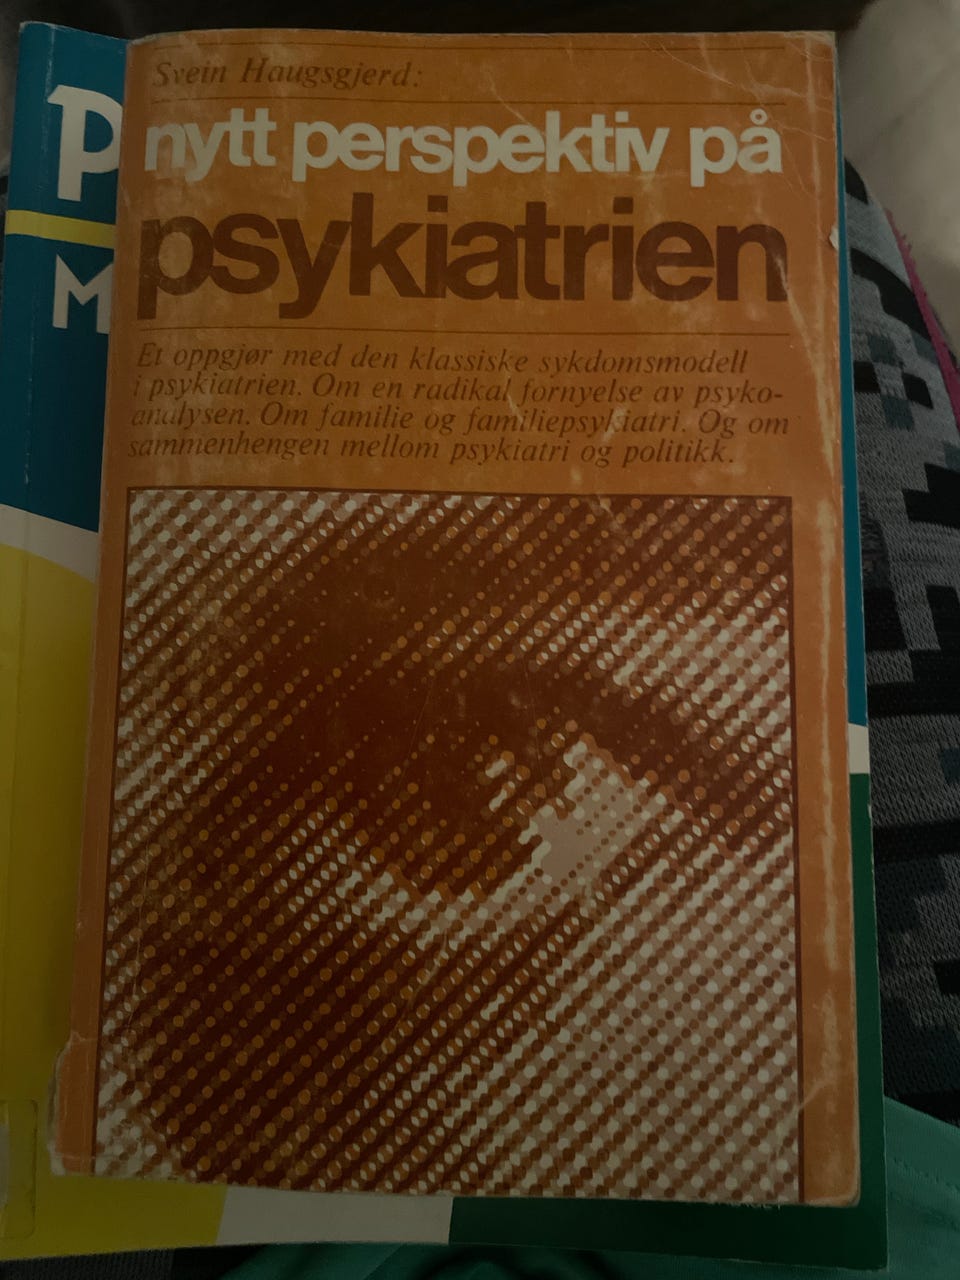 Svein Haugsgjerd:
nytt perspektiv på
psykiatrien
Et oppgjør med den klassiske sykdomsmodell
i psykiatrien. Om en radikal fornyelse av psyko-
analysen. Om familie og familiepsykiatri. Og om
sammenhengen mellom psykiatri og politikk.
P
M